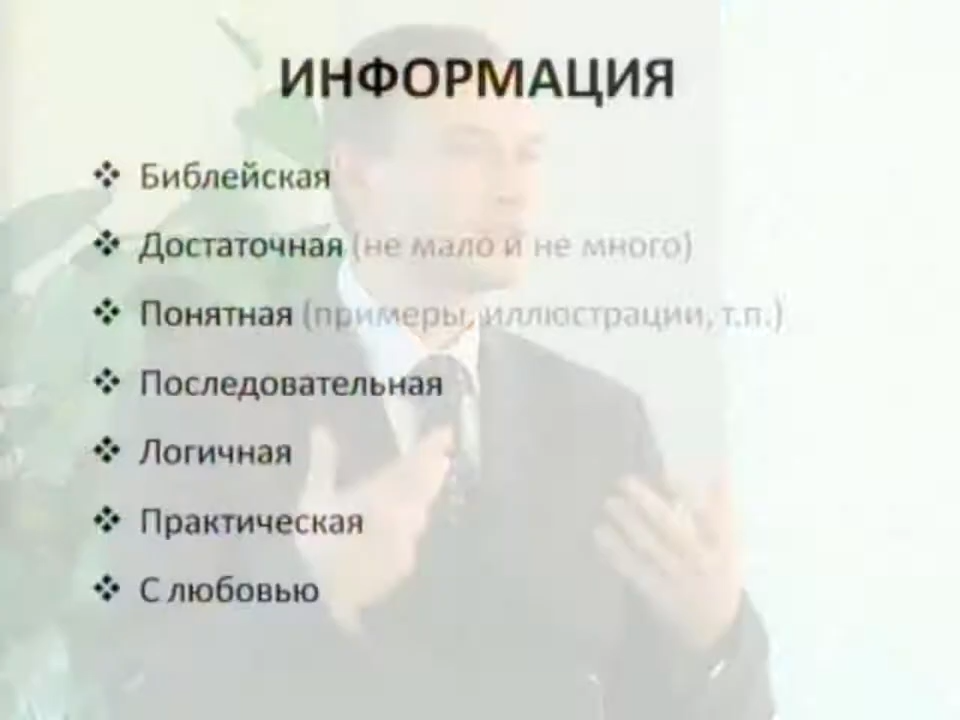 ИНФОРМАЦИЯ
❖ Библейская
❖ Достаточная (не мало и не много)
❖ Понятная (примеры, иллюстрации, т.п.)
❖ Последовательная
❖ Логичная
❖ Практическая
❖ С любовью